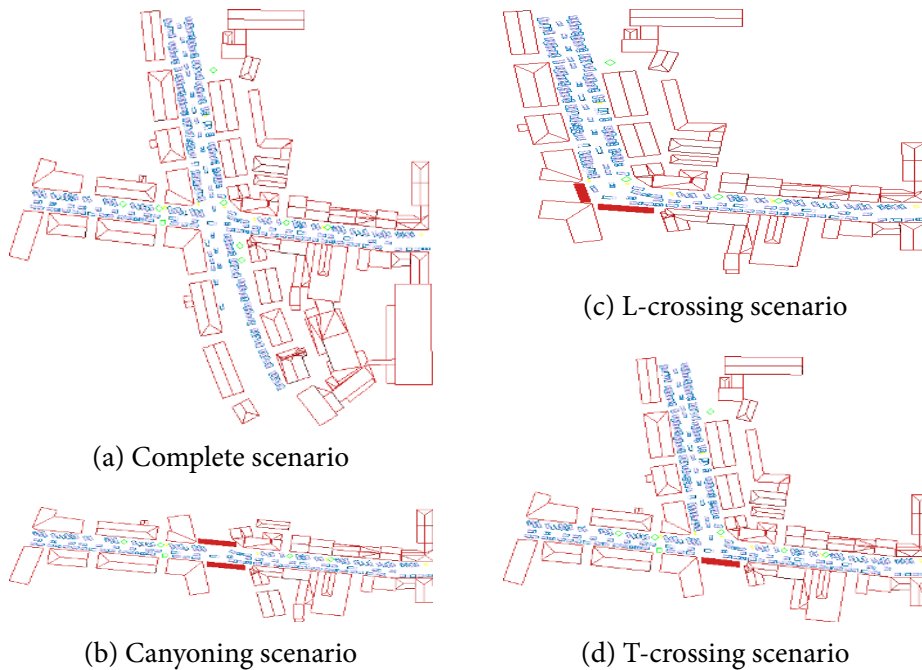 (a) Complete scenario
(b) Canyoning scenario
(c) L-crossing scenario
(d) T-crossing scenario